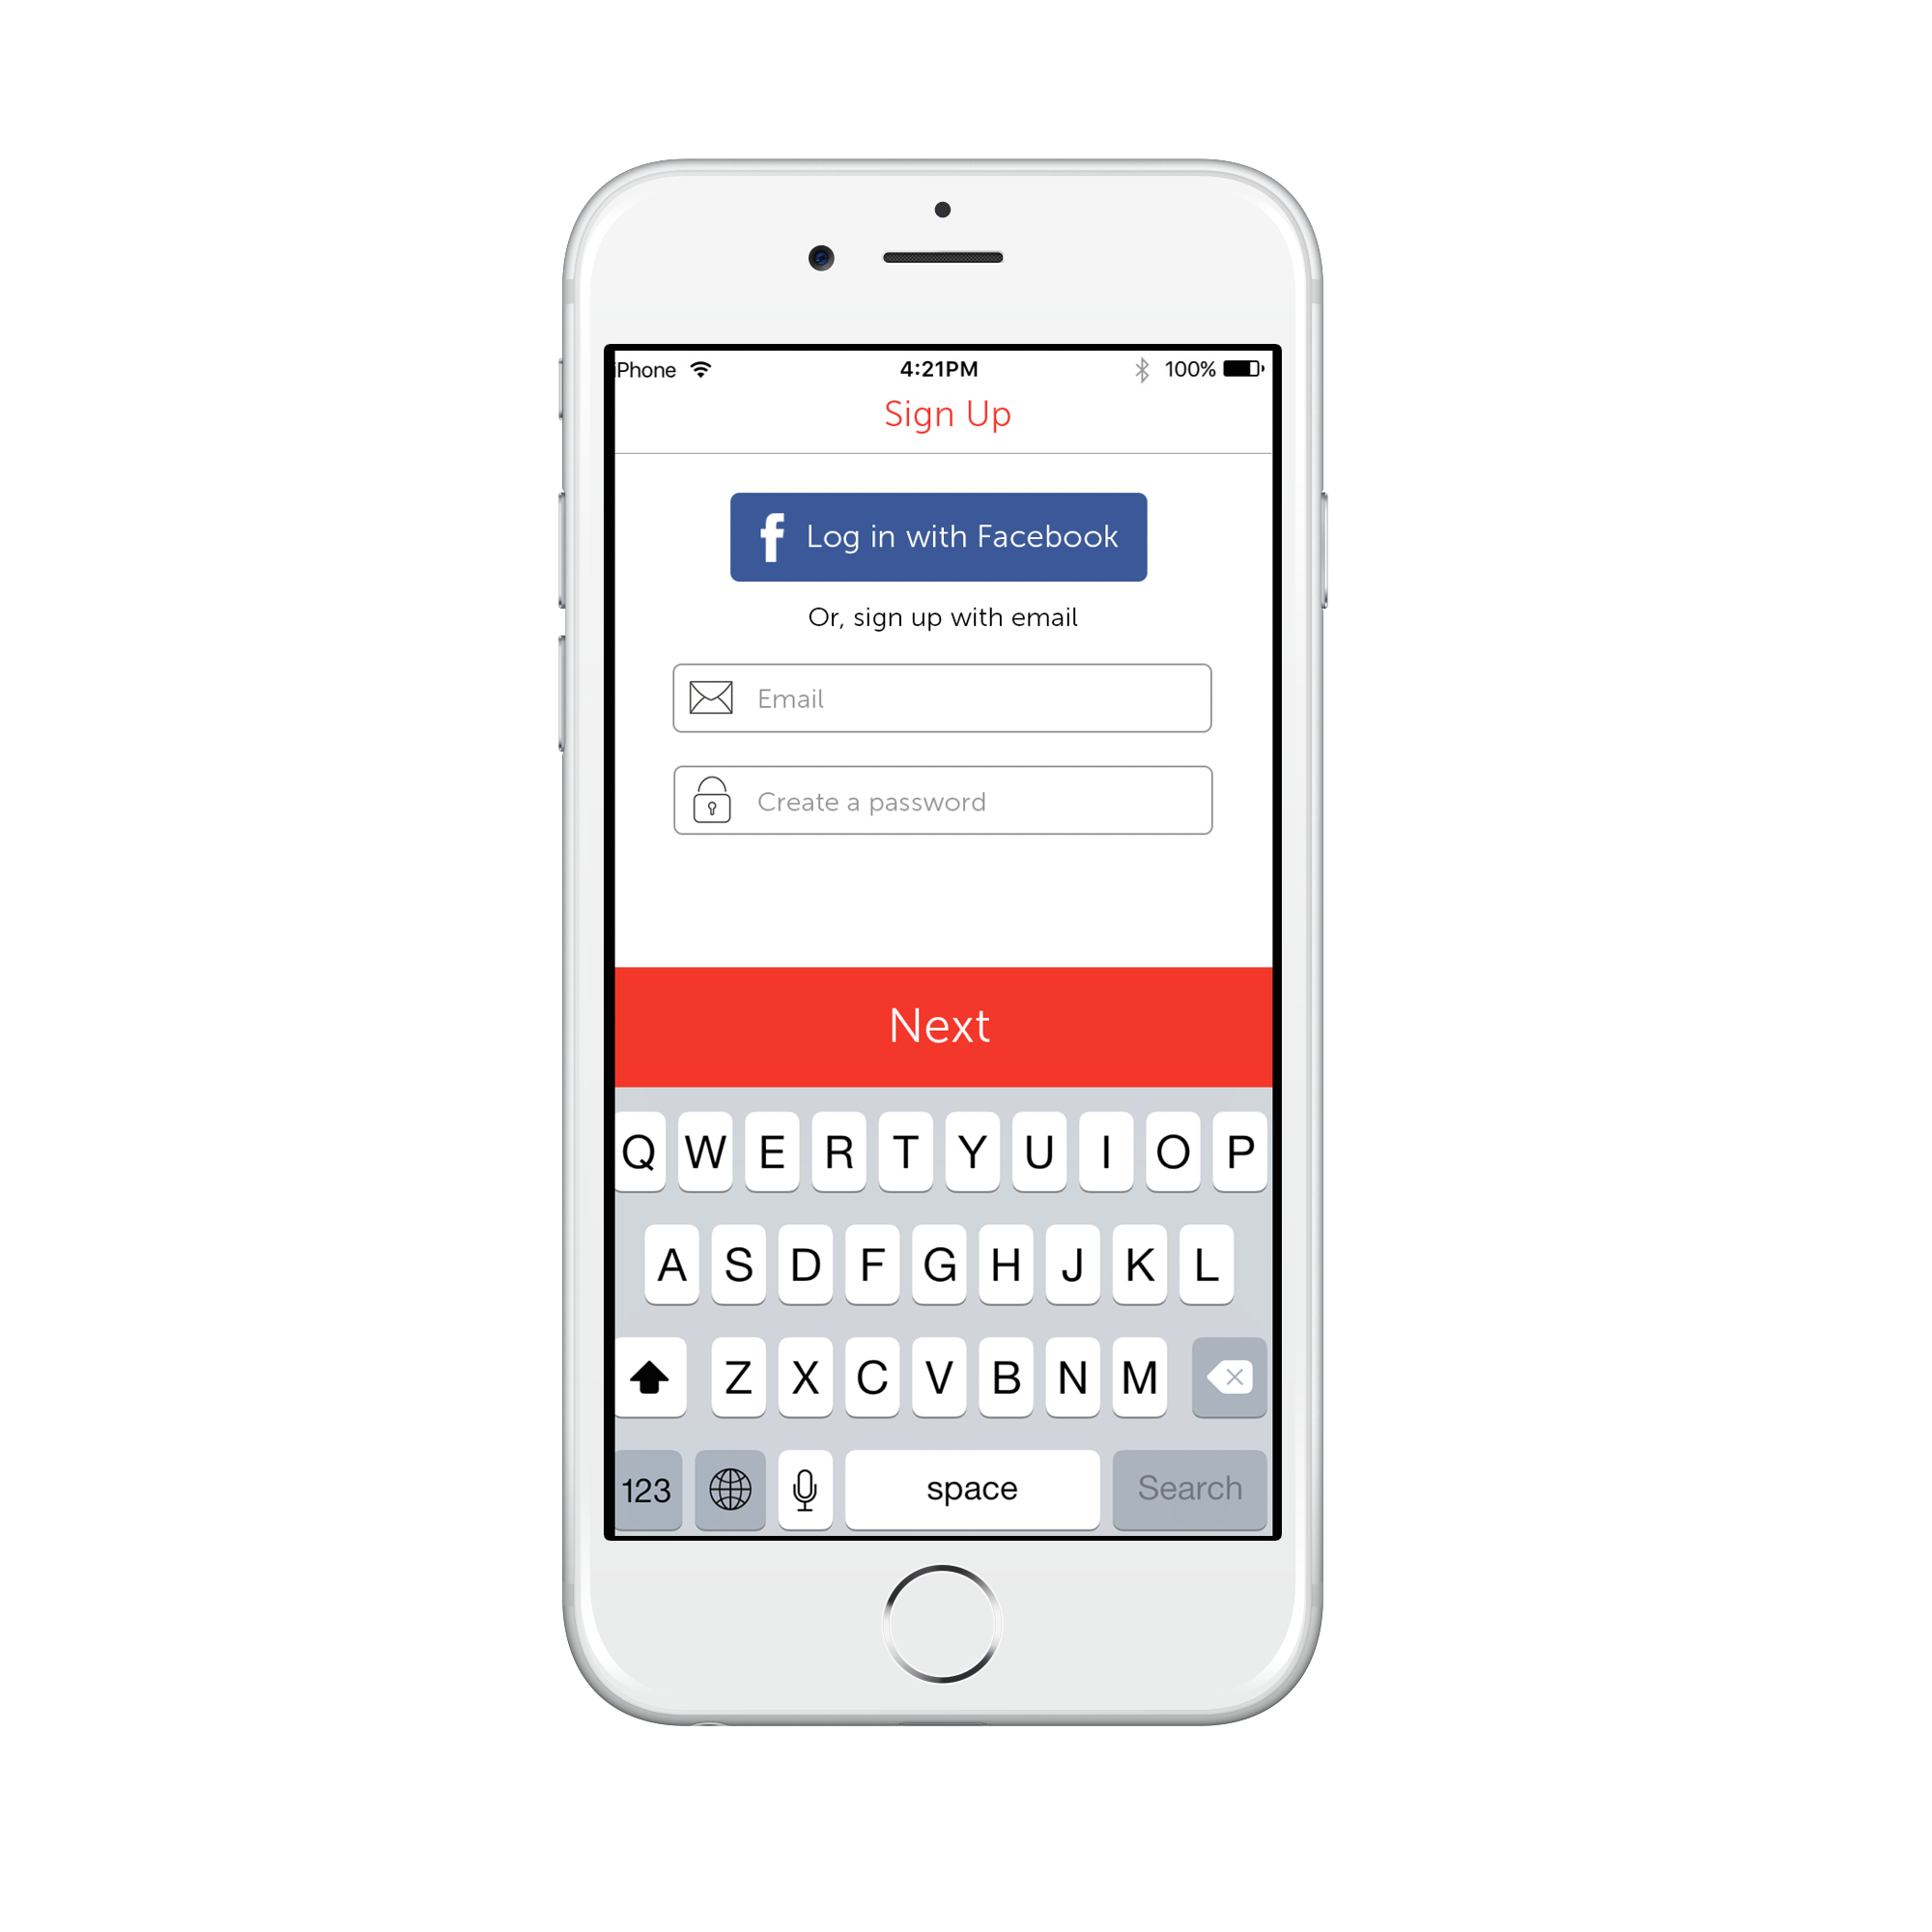 iPhone 4:21PM 100%
Sign Up
f Log in with Facebook
Or, sign up with email
Email
Create a password
Next
Q W E R T Y U I O P
A S D F G H J K L
Z X C V B N M
123 space Search